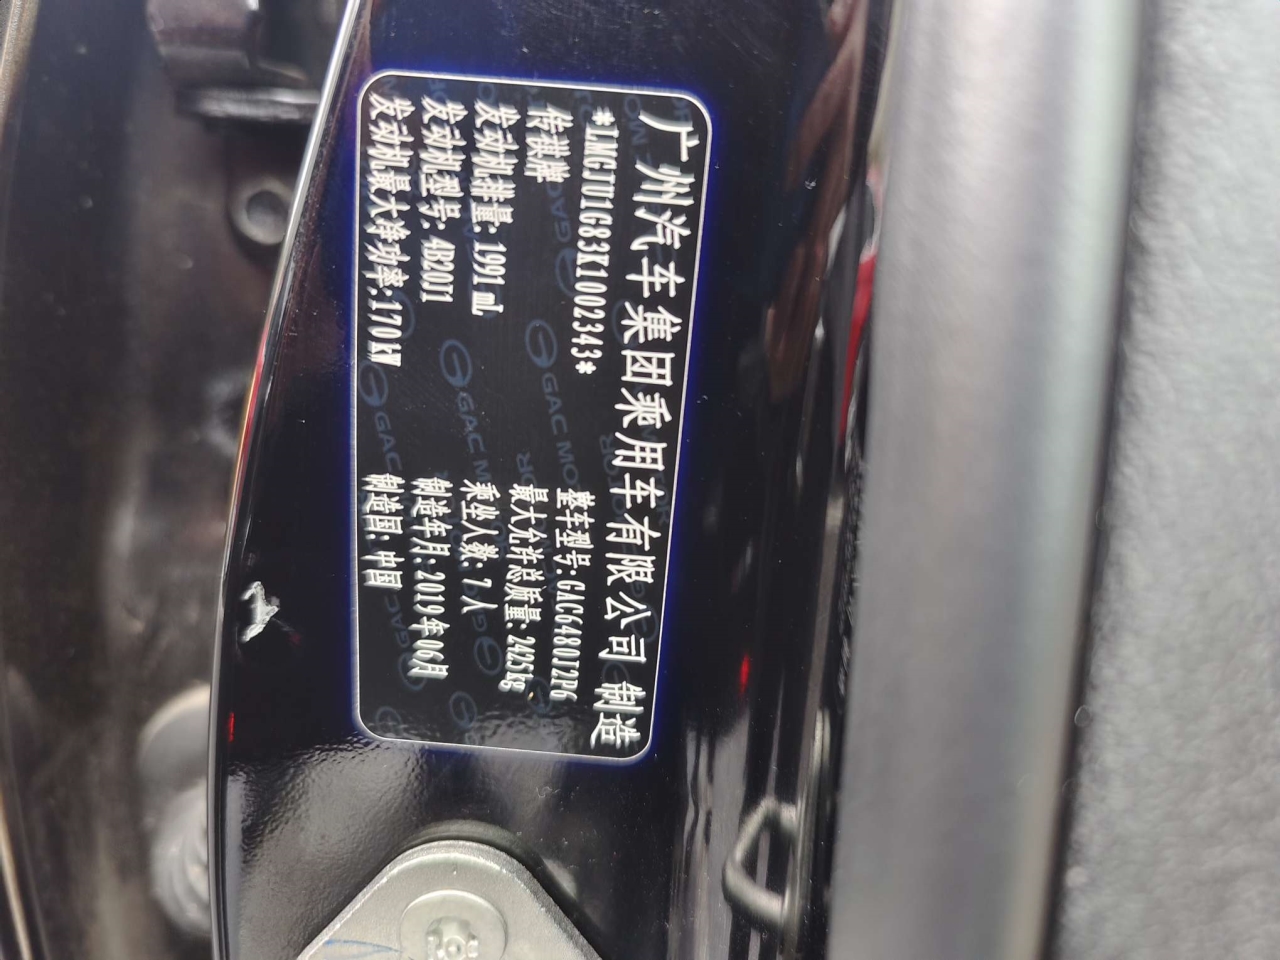 广州汽车集团乘用车有限公司 制造
*LMGJU1G83K1002343*
传祺牌 整车型号:GAC6480J2P6
最大允许总质量:2425kg
发动机排量:1991mL 乘坐人数:7人
发动机型号:4B20J1 制造年月:2019年06月
发动机最大净功率:170kW 制造国:中国
GAC MOTOR